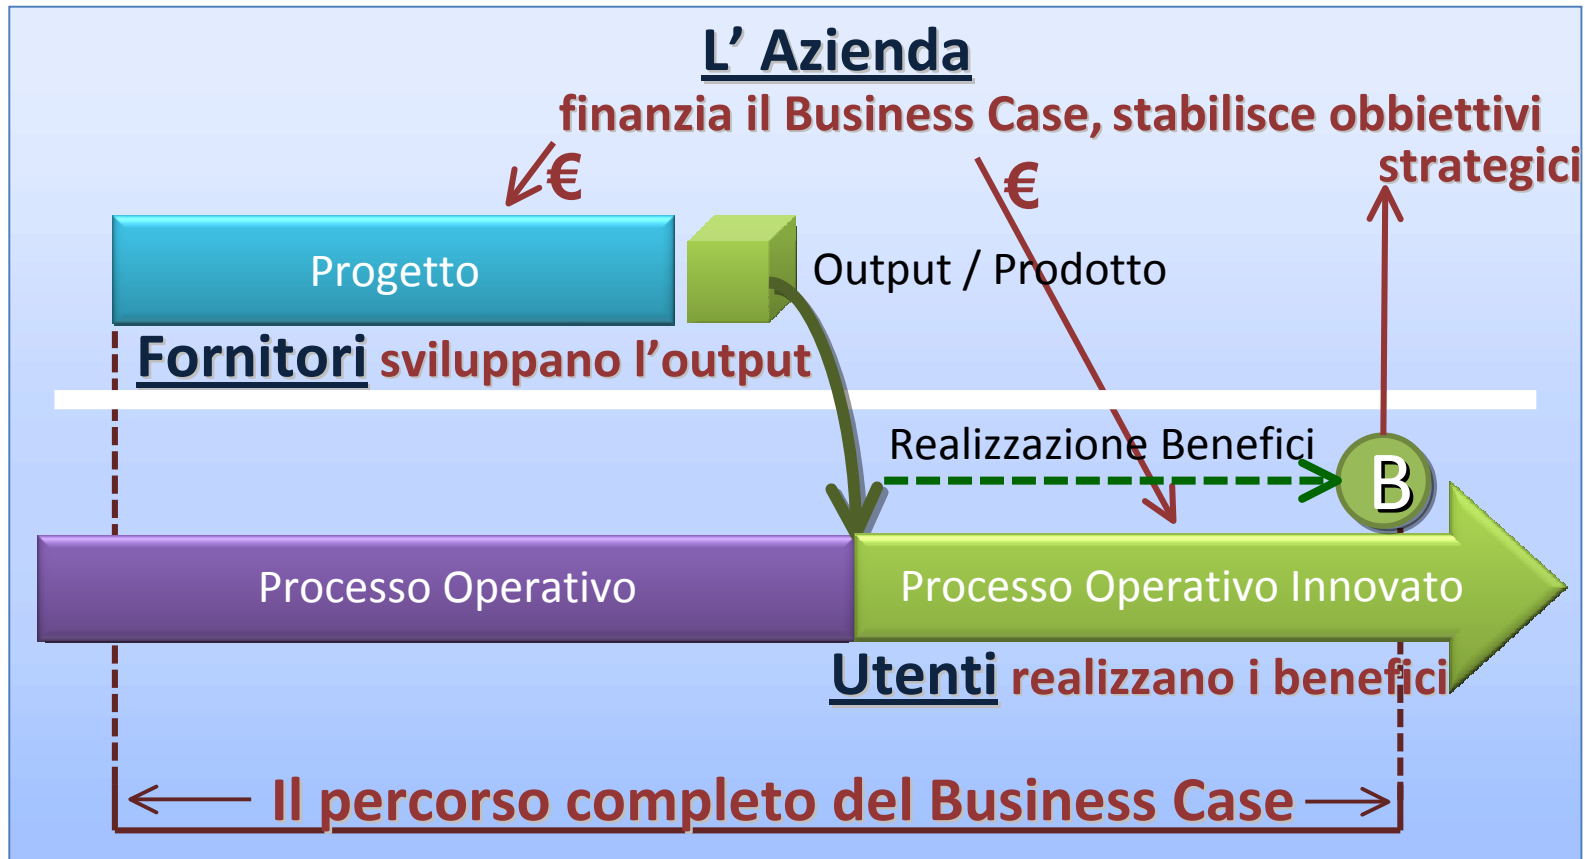 L’ Azienda
finanzia il Business Case, stabilisce obbiettivi
strategici
€
€
Progetto
Output / Prodotto
Fornitori sviluppano l’output
Realizzazione Benefici
B
Processo Operativo
Processo Operativo Innovato
Utenti realizzano i benefici
Il percorso completo del Business Case